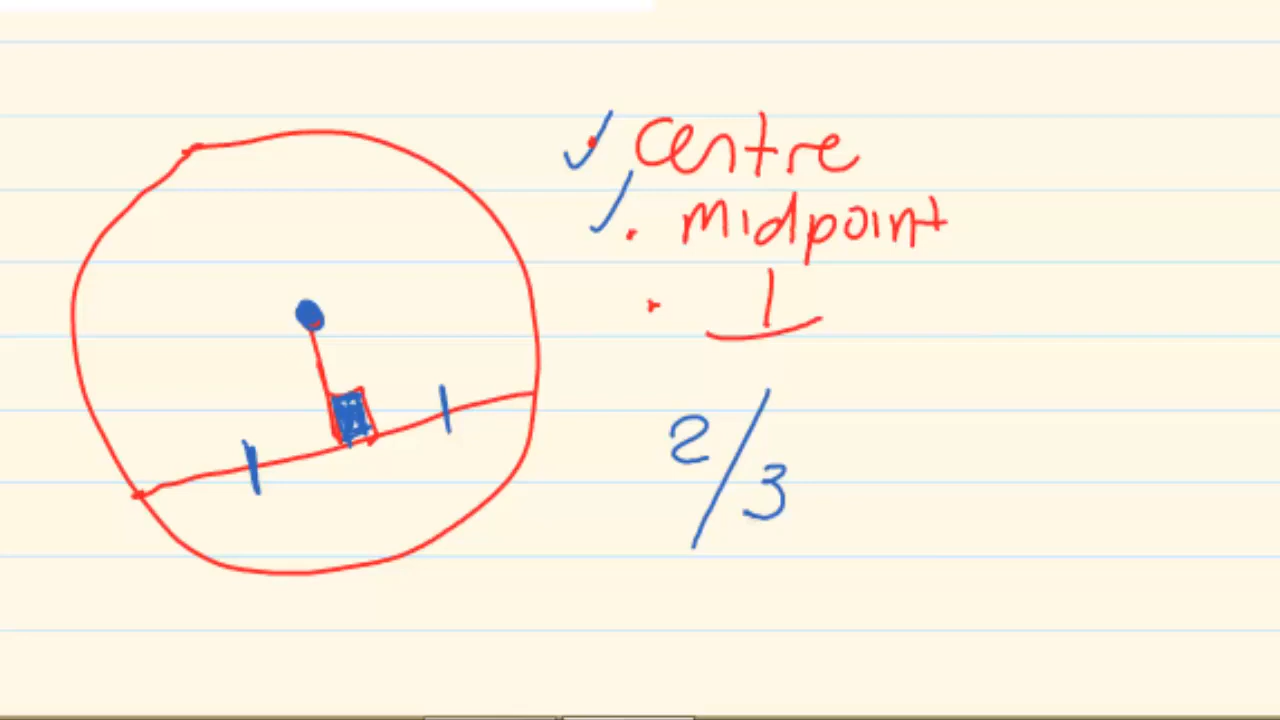 ✓ • Centre
✓ • midpoint
• ⊥
2/3